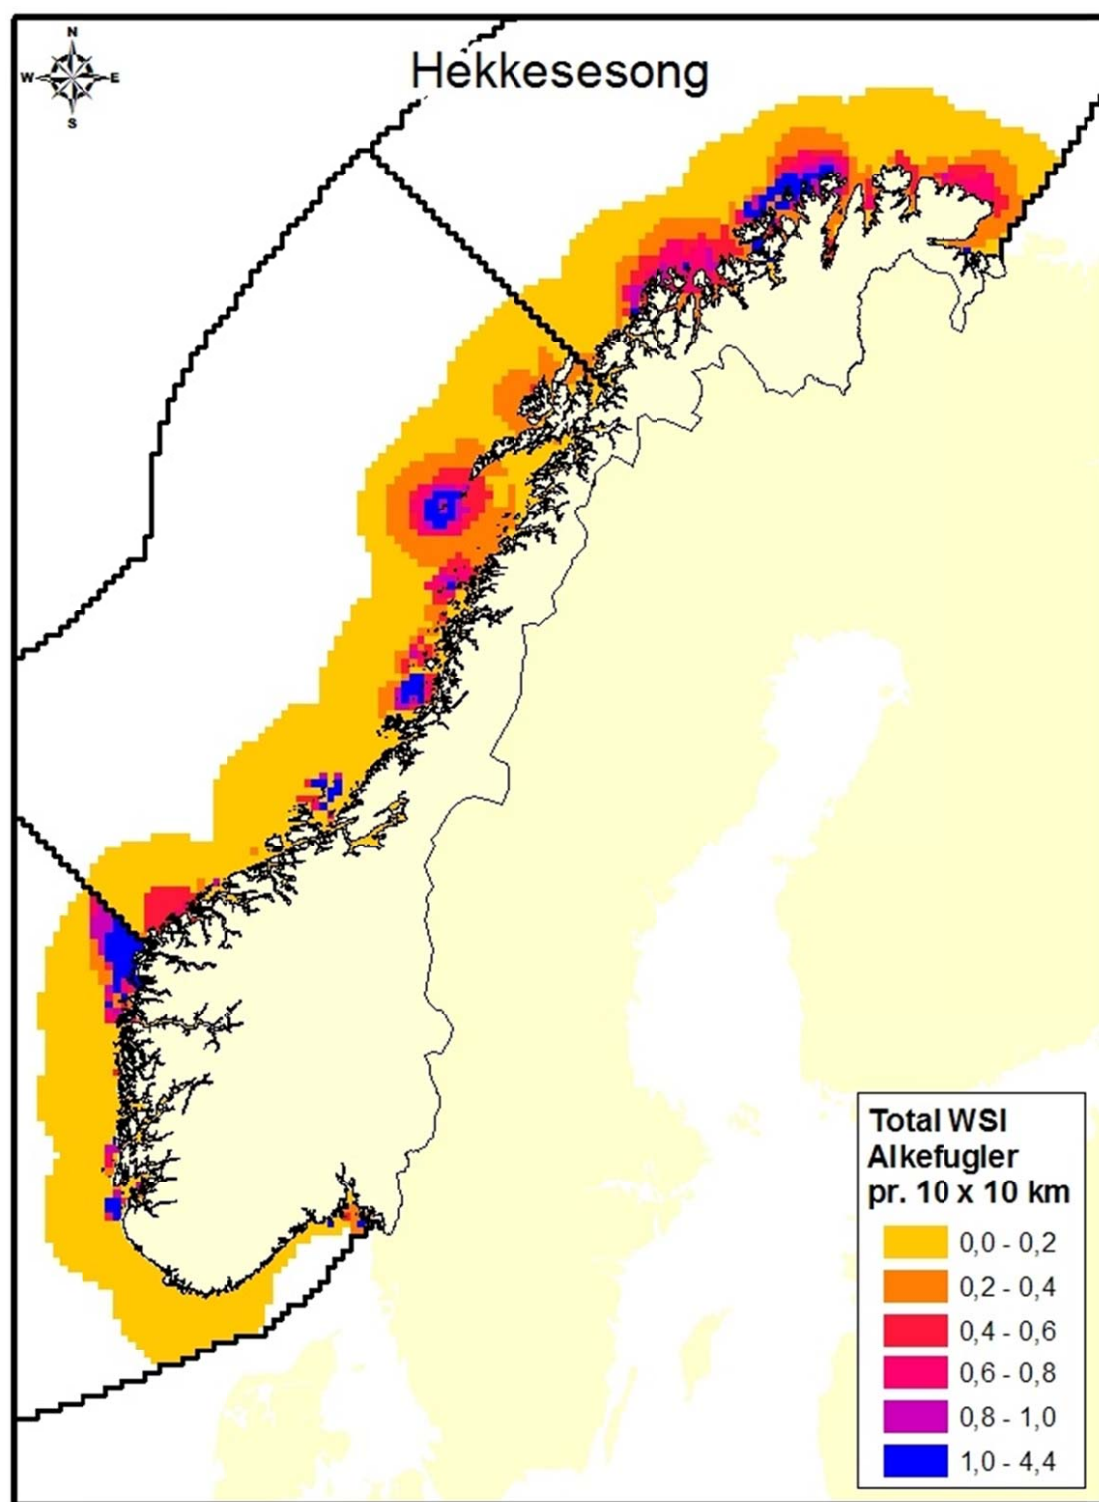 N
Hekkesesong
W E
S
Total WSI
Alkefugler
pr. 10 x 10 km
0,0 - 0,2
0,2 - 0,4
0,4 - 0,6
0,6 - 0,8
0,8 - 1,0
1,0 - 4,4